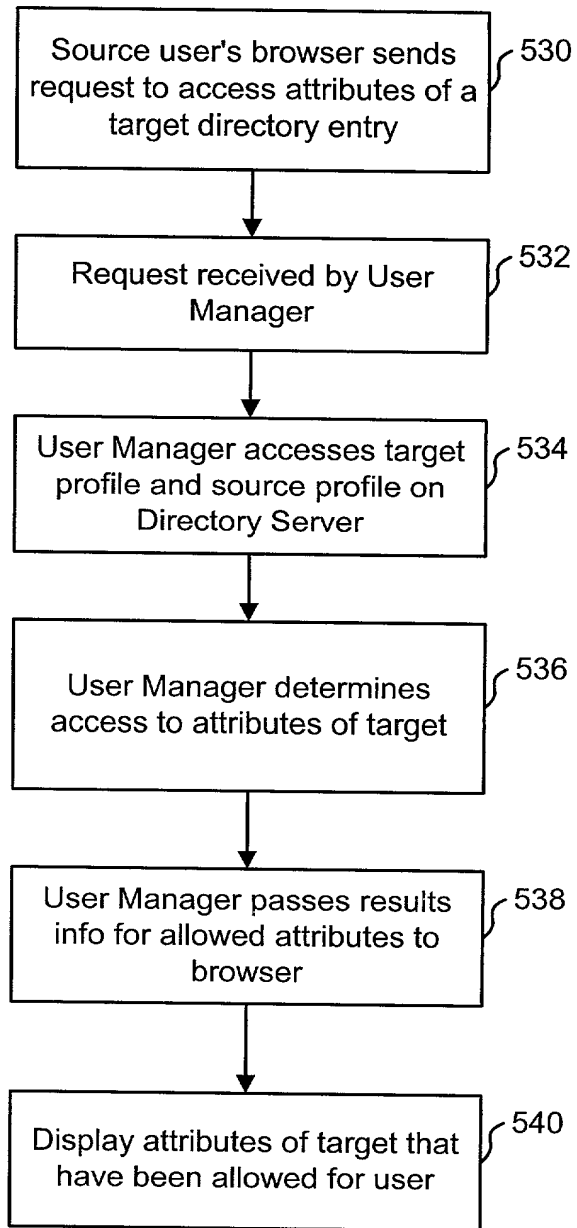 Source user's browser sends
request to access attributes of a
target directory entry
530
Request received by User
Manager
532
User Manager accesses target
profile and source profile on
Directory Server
534
User Manager determines
access to attributes of target
536
User Manager passes results
info for allowed attributes to
browser
538
Display attributes of target that
have been allowed for user
540